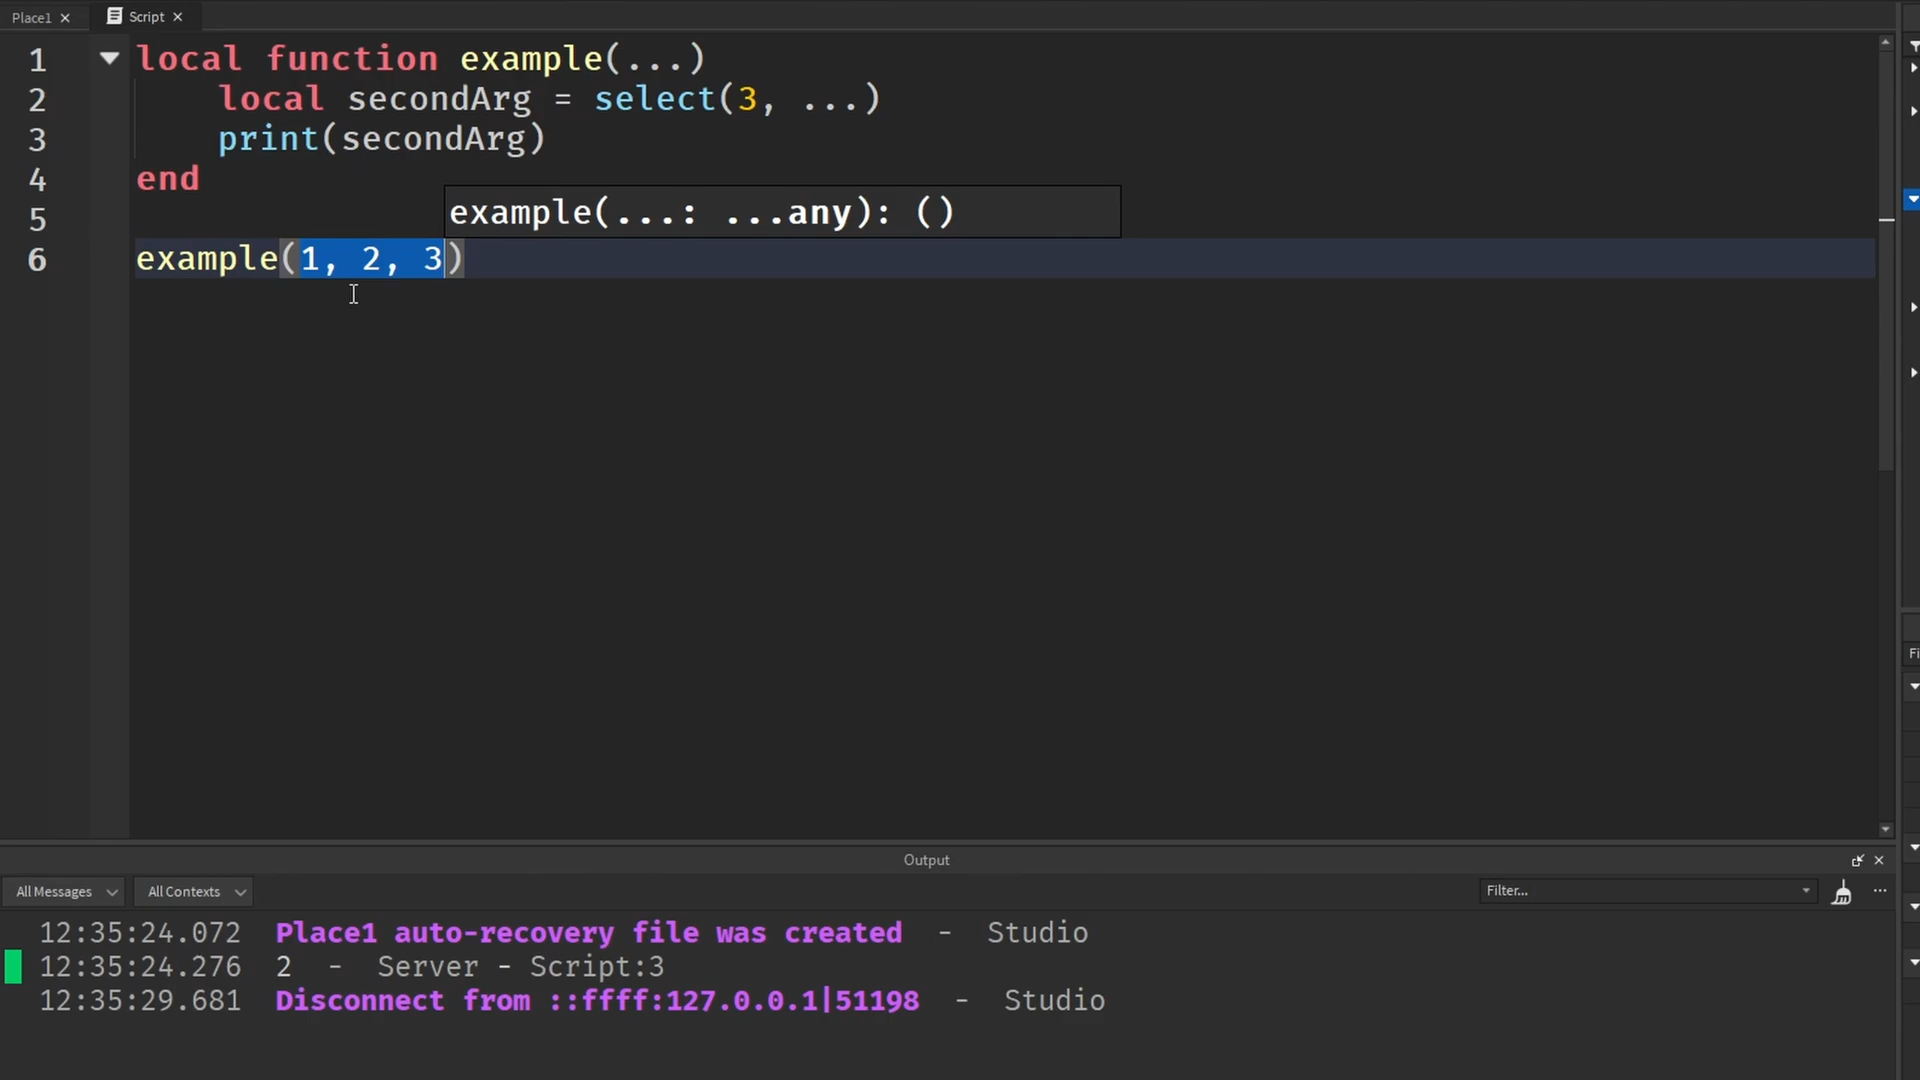 Place1 × Script ×
1 local function example(...)
2 local secondArg = select(3, ...)
3 print(secondArg)
4 end
5
example(...: ...any): ()
6 example(1, 2, 3)
Fi
Output
All Messages All Contexts Filter... ...
12:35:24.072 Place1 auto-recovery file was created - Studio
12:35:24.276 2 - Server - Script:3
12:35:29.681 Disconnect from ::ffff:127.0.0.1|51198 - Studio